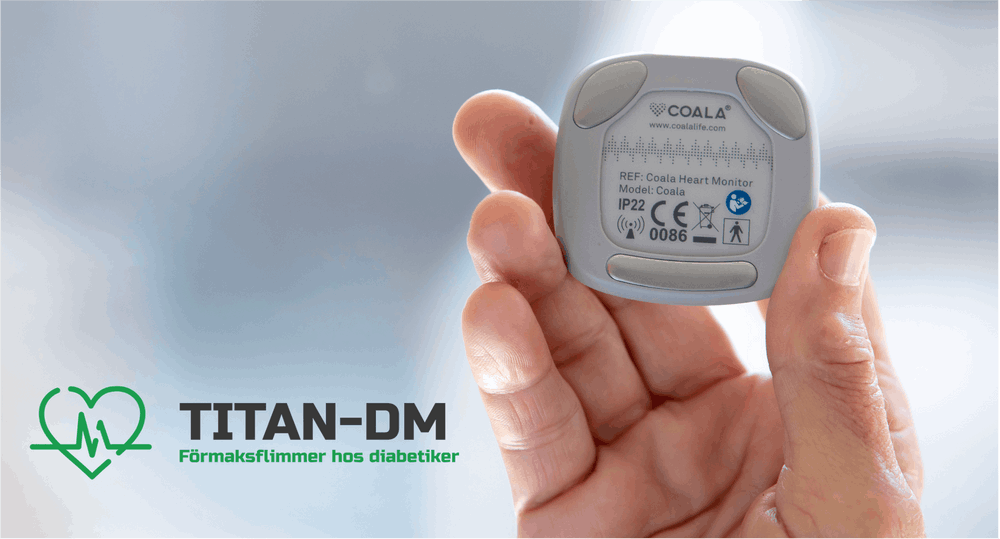 COALA®
www.coalalife.com
REF: Coala Heart Monitor
Model: Coala
IP22 CE
0086
TITAN-DM
Förmaksflimmer hos diabetiker